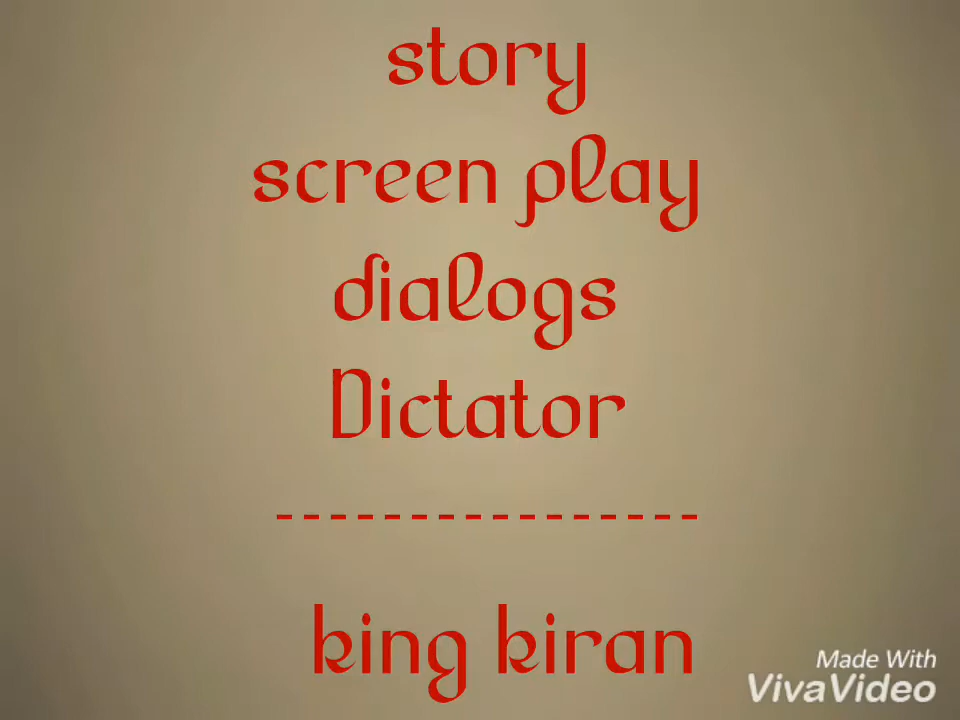 story
screen play
dialogs
Dictator
----------------
king kiran
Made With
VivaVideo